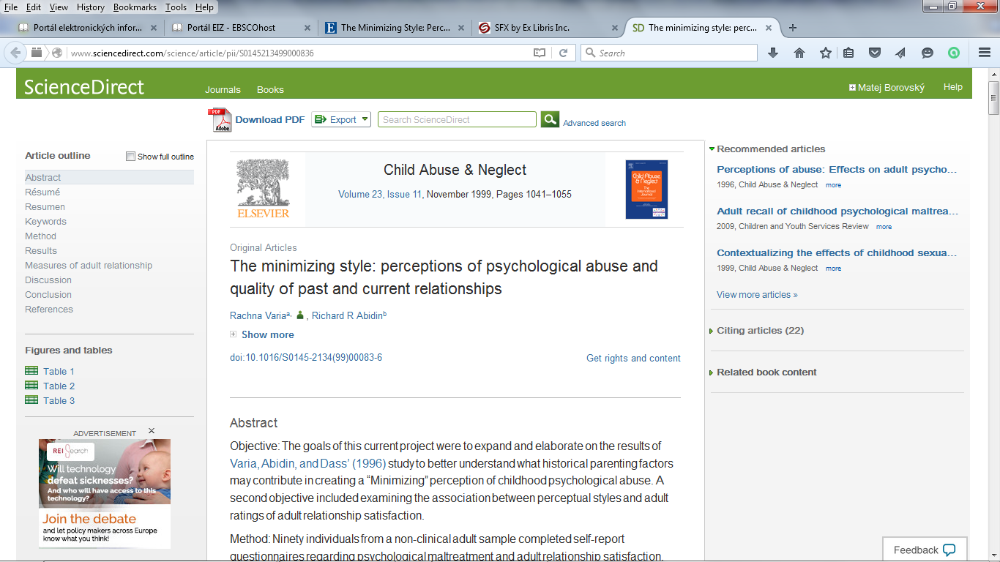 File Edit View History Bookmarks Tools Help
Portál elektronických infor...
Portál EIZ - EBSCOhost
The Minimizing Style: Perc...
SFX by Ex Libris Inc.
SD The minimizing style: perc...
www.sciencedirect.com/science/article/pii/S0145213499000836
Search
ScienceDirect
Journals Books
Matej Borovský Help
PDF
Adobe
Download PDF
Export
Search ScienceDirect
Advanced search
Article outline
Show full outline
Abstract
Résumé
Resumen
Keywords
Method
Results
Measures of adult relationship
Discussion
Conclusion
References
Figures and tables
Table 1
Table 2
Table 3
ADVERTISEMENT
REI Search
Will technology
defeat sicknesses?
And who will have access to this
technology?
Join the debate
and let policy makers across Europe
know what you think!
ELSEVIER
Child Abuse & Neglect
Volume 23, Issue 11, November 1999, Pages 1041–1055
Child Abuse & Neglect
Original Articles
The minimizing style: perceptions of psychological abuse and
quality of past and current relationships
Rachna Varia a, , Richard R Abidin b
Show more
doi:10.1016/S0145-2134(99)00083-6
Get rights and content
Abstract
Objective: The goals of this current project were to expand and elaborate on the results of
Varia, Abidin, and Dass’ (1996) study to better understand what historical parenting factors
may contribute in creating a “Minimizing” perception of childhood psychological abuse. A
second objective included examining the association between perceptual styles and adult
ratings of adult relationship satisfaction.
Method: Ninety individuals from a non-clinical adult sample completed self-report
questionnaires regarding psychological maltreatment and adult relationship satisfaction.
Recommended articles
Perceptions of abuse: Effects on adult psycho...
1996, Child Abuse & Neglect more
Adult recall of childhood psychological maltrea...
2009, Children and Youth Services Review more
Contextualizing the effects of childhood sexua...
1999, Child Abuse & Neglect more
View more articles »
Citing articles (22)
Related book content
Feedback